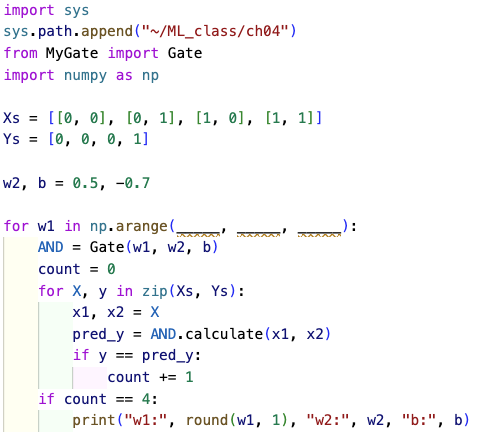 import sys
sys.path.append("~/ML_class/ch04")
from MyGate import Gate
import numpy as np

Xs = [[0, 0], [0, 1], [1, 0], [1, 1]]
Ys = [0, 0, 0, 1]

w2, b = 0.5, -0.7

for w1 in np.arange(_____, _____, _____):
    AND = Gate(w1, w2, b)
    count = 0
    for X, y in zip(Xs, Ys):
        x1, x2 = X
        pred_y = AND.calculate(x1, x2)
        if y == pred_y:
            count += 1
    if count == 4:
        print("w1:", round(w1, 1), "w2:", w2, "b:", b)